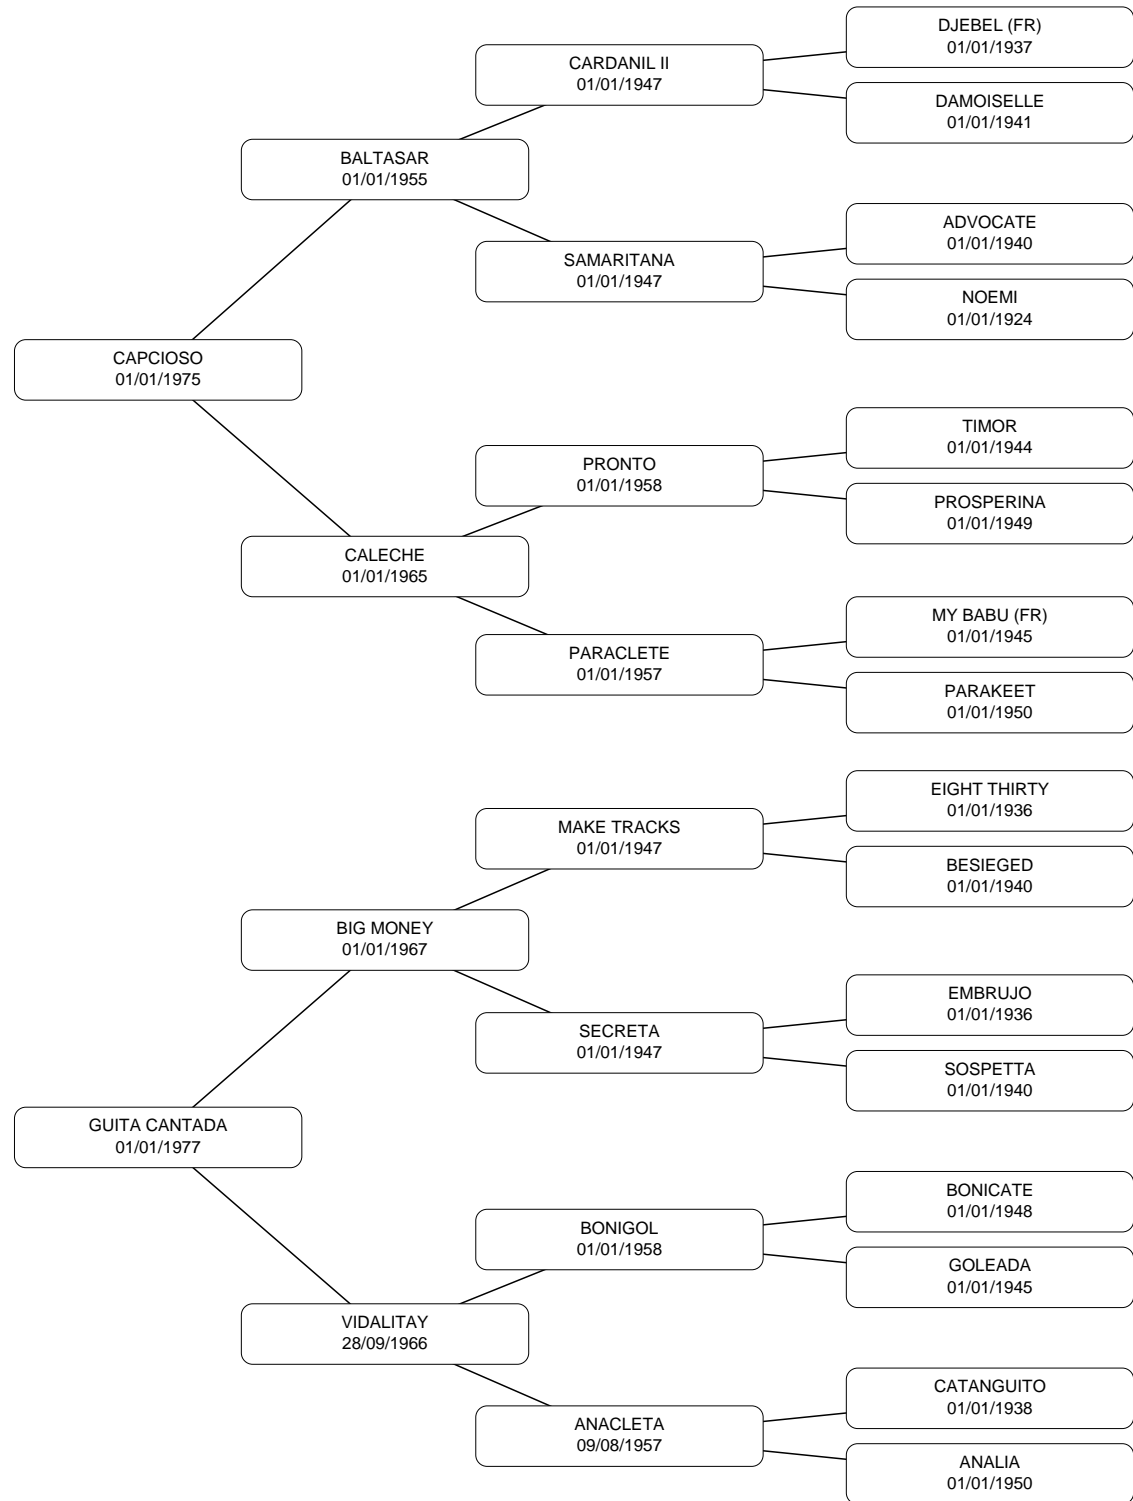 DJEBEL (FR)
01/01/1937
CARDANIL II
01/01/1947
DAMOISELLE
01/01/1941
BALTASAR
01/01/1955
ADVOCATE
01/01/1940
SAMARITANA
01/01/1947
NOEMI
01/01/1924
CAPCIOSO
01/01/1975
TIMOR
01/01/1944
PRONTO
01/01/1958
PROSPERINA
01/01/1949
CALECHE
01/01/1965
MY BABU (FR)
01/01/1945
PARACLETE
01/01/1957
PARAKEET
01/01/1950
EIGHT THIRTY
01/01/1936
MAKE TRACKS
01/01/1947
BESIEGED
01/01/1940
BIG MONEY
01/01/1967
EMBRUJO
01/01/1936
SECRETA
01/01/1947
SOSPETTA
01/01/1940
GUITA CANTADA
01/01/1977
BONICATE
01/01/1948
BONIGOL
01/01/1958
GOLEADA
01/01/1945
VIDALITAY
28/09/1966
CATANGUITO
01/01/1938
ANACLETA
09/08/1957
ANALIA
01/01/1950